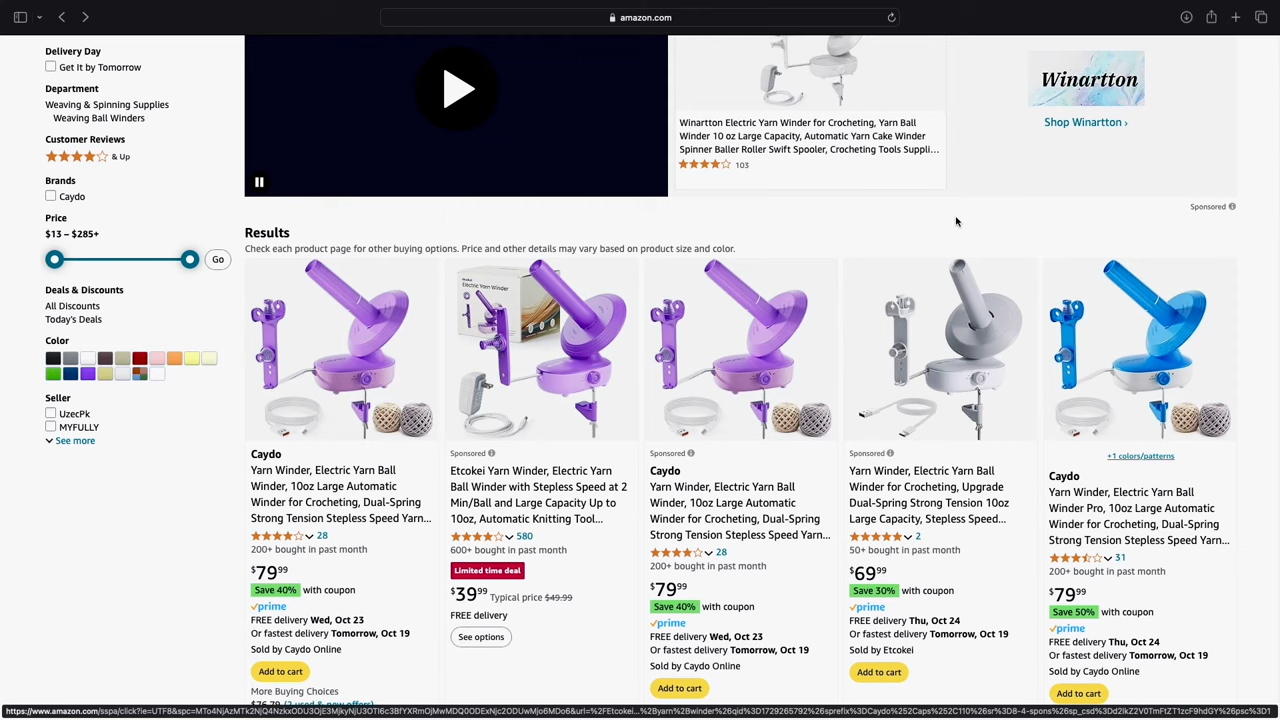 amazon.com
Delivery Day
Get It by Tomorrow
Department
Weaving & Spinning Supplies
Weaving Ball Winders
Customer Reviews
& Up
Brands
Caydo
Price
$13 – $285+
Go
Deals & Discounts
All Discounts
Today's Deals
Color
Seller
UzecPk
MYFULLY
See more
Winartton Electric Yarn Winder for Crocheting, Yarn Ball
Winder 10 oz Large Capacity, Automatic Yarn Cake Winder
Spinner Baller Roller Swift Spooler, Crocheting Tools Suppli...
103
Winartton
Shop Winartton ›
Sponsored
Results
Check each product page for other buying options. Price and other details may vary based on product size and color.
Caydo
Yarn Winder, Electric Yarn Ball
Winder, 10oz Large Automatic
Winder for Crocheting, Dual-Spring
Strong Tension Stepless Speed Yarn...
28
200+ bought in past month
$79.99
Save 40% with coupon
prime
FREE delivery Wed, Oct 23
Or fastest delivery Tomorrow, Oct 19
Sold by Caydo Online
Add to cart
More Buying Choices
$76.79 (2 used & new offers)
Electric Yarn Winder
Sponsored
Etcokei Yarn Winder, Electric Yarn
Ball Winder with Stepless Speed at 2
Min/Ball and Large Capacity Up to
10oz, Automatic Knitting Tool...
580
600+ bought in past month
Limited time deal
$39.99 Typical price $49.99
FREE delivery
See options
Sponsored
Caydo
Yarn Winder, Electric Yarn Ball
Winder, 10oz Large Automatic
Winder for Crocheting, Dual-Spring
Strong Tension Stepless Speed Yarn...
28
200+ bought in past month
$79.99
Save 40% with coupon
prime
FREE delivery Wed, Oct 23
Or fastest delivery Tomorrow, Oct 19
Sold by Caydo Online
Add to cart
Sponsored
Yarn Winder, Electric Yarn Ball
Winder for Crocheting, Upgrade
Dual-Spring Strong Tension 10oz
Large Capacity, Stepless Speed...
2
50+ bought in past month
$69.99
Save 30% with coupon
prime
FREE delivery Thu, Oct 24
Or fastest delivery Tomorrow, Oct 19
Sold by Etcokei
Add to cart
+1 colors/patterns
Caydo
Yarn Winder, Electric Yarn Ball
Winder Pro, 10oz Large Automatic
Winder for Crocheting, Dual-Spring
Strong Tension Stepless Speed Yarn...
31
200+ bought in past month
$79.99
Save 50% with coupon
prime
FREE delivery Thu, Oct 24
Or fastest delivery Tomorrow, Oct 19
Sold by Caydo Online
Add to cart